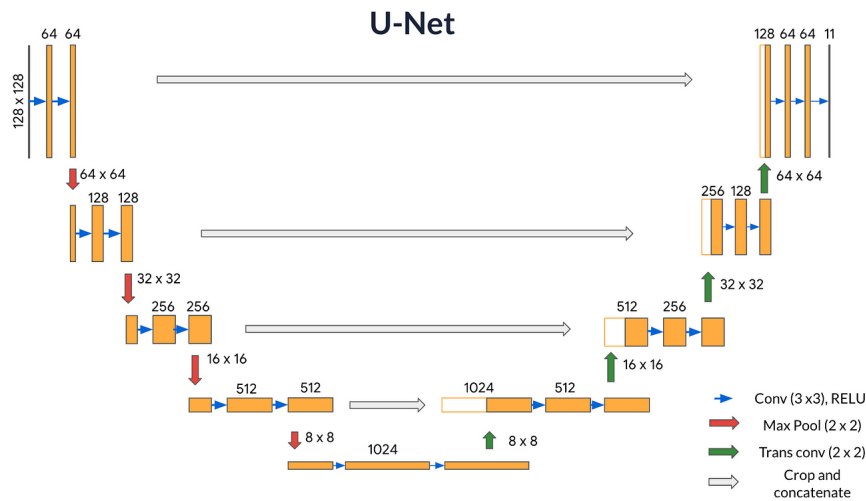 U-Net
64 64
128 64 64 11
128 x 128
64 x 64
64 x 64
128 128
256 128
32 x 32
32 x 32
256 256
512 256
16 x 16
16 x 16
512 512
1024 512
8 x 8
8 x 8
1024
Conv (3 x3), RELU
Max Pool (2 x 2)
Trans conv (2 x 2)
Crop and
concatenate